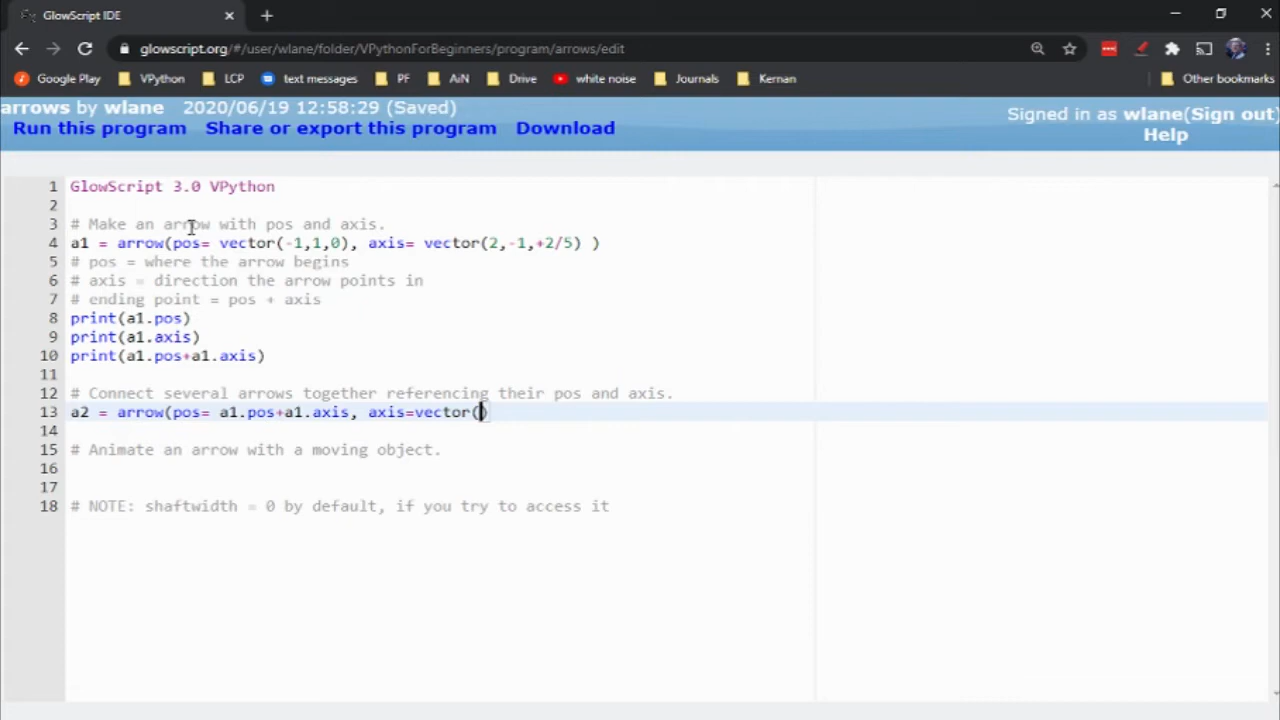 GlowScript IDE
glowscript.org/#/user/wlane/folder/VPythonForBeginners/program/arrows/edit
Google Play VPython LCP text messages PF AiN Drive white noise Journals Kernan Other bookmarks
arrows by wlane 2020/06/19 12:58:29 (Saved) Signed in as wlane(Sign out)
Run this program Share or export this program Download Help
1 GlowScript 3.0 VPython
2
3 # Make an arrow with pos and axis.
4 a1 = arrow(pos= vector(-1,1,0), axis= vector(2,-1,+2/5) )
5 # pos = where the arrow begins
6 # axis = direction the arrow points in
7 # ending point = pos + axis
8 print(a1.pos)
9 print(a1.axis)
10 print(a1.pos+a1.axis)
11
12 # Connect several arrows together referencing their pos and axis.
13 a2 = arrow(pos= a1.pos+a1.axis, axis=vector()
14
15 # Animate an arrow with a moving object.
16
17
18 # NOTE: shaftwidth = 0 by default, if you try to access it